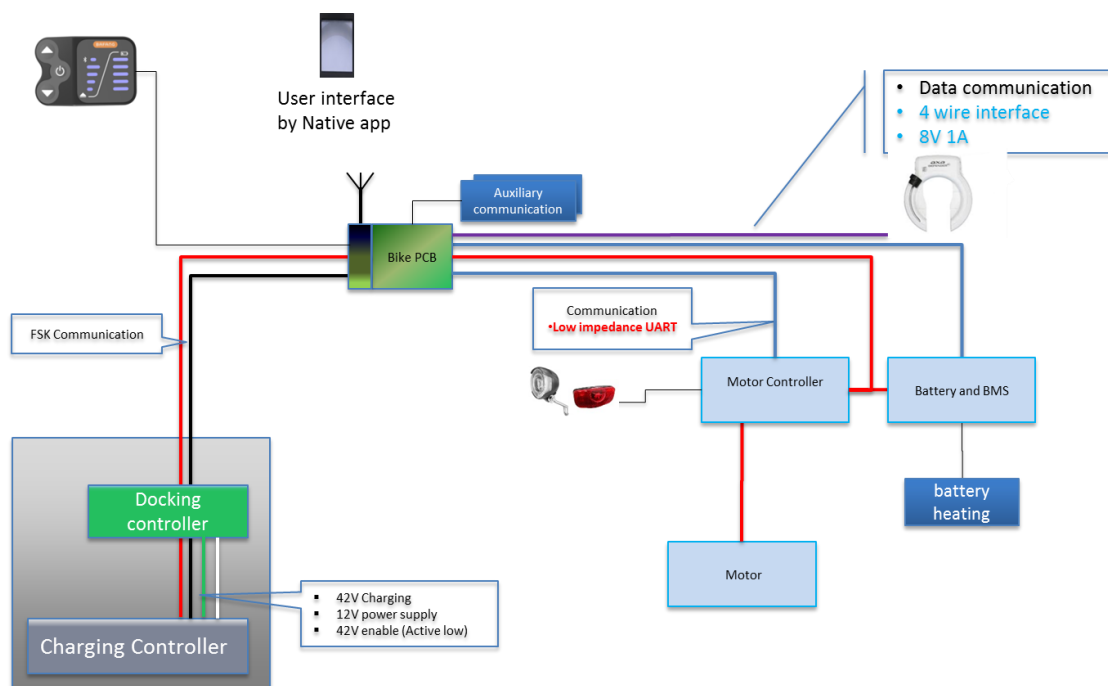 User interface
by Native app
• Data communication
• 4 wire interface
• 8V 1A
Auxiliary
communication
Bike PCB
FSK Communication
Communication
•Low impedance UART
Motor Controller
Battery and BMS
battery
heating
Motor
Docking
controller
▪ 42V Charging
▪ 12V power supply
▪ 42V enable (Active low)
Charging Controller